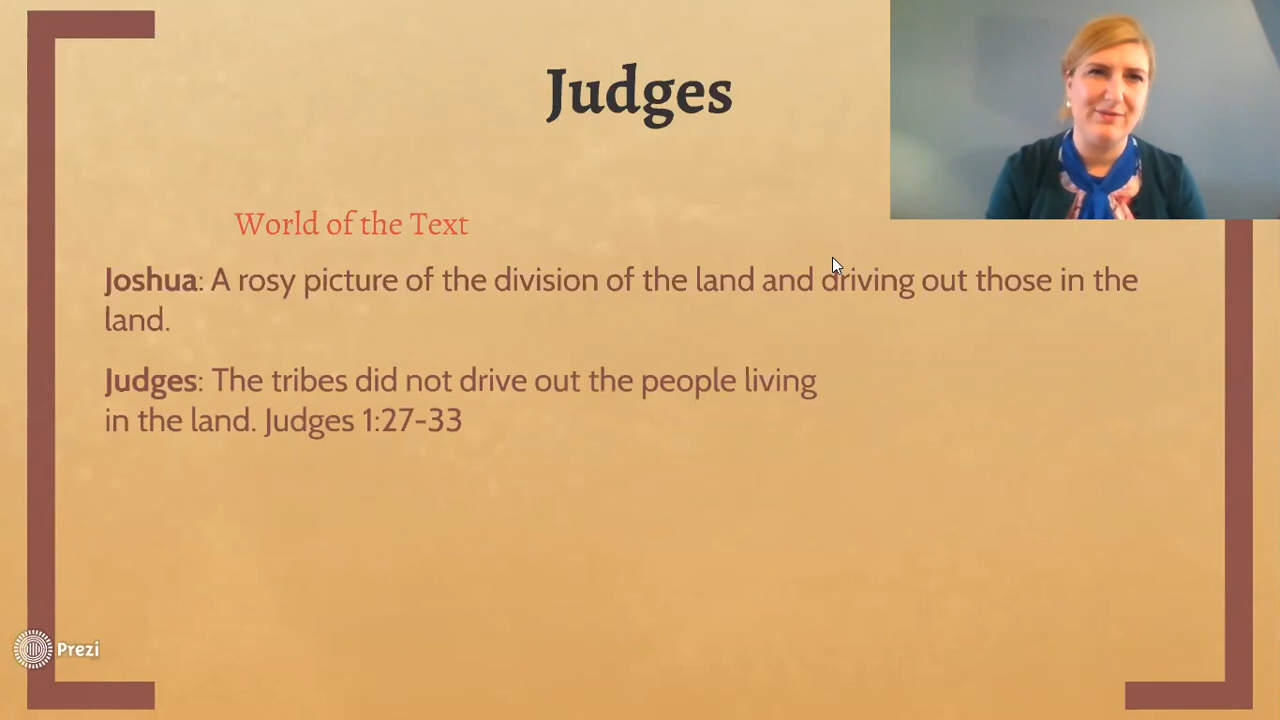 Judges
World of the Text
Joshua: A rosy picture of the division of the land and driving out those in the
land.
Judges: The tribes did not drive out the people living
in the land. Judges 1:27-33
Prezi